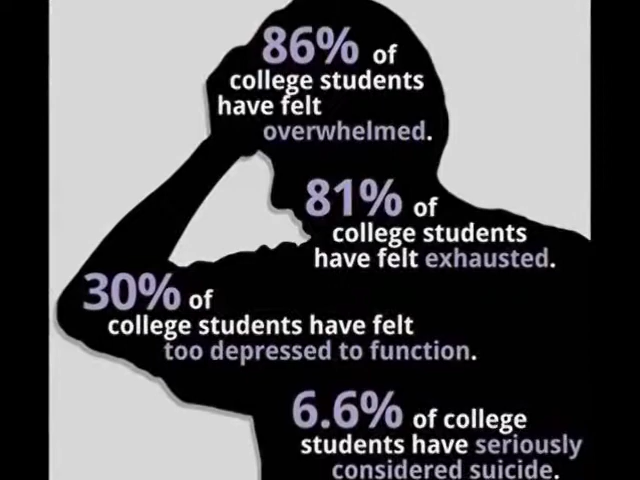 86% of
college students
have felt
overwhelmed.
81% of
college students
have felt exhausted.
30% of
college students have felt
too depressed to function.
6.6% of college
students have seriously
considered suicide.